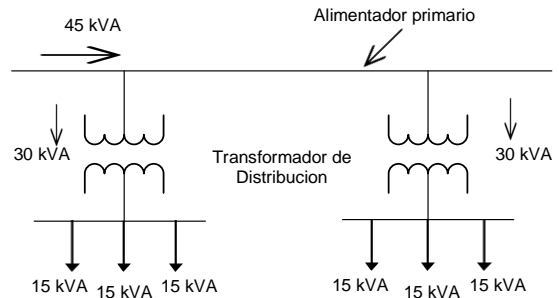 45 kVA
Alimentador primario
30 kVA
Transformador de
Distribucion
30 kVA
15 kVA
15 kVA
15 kVA
15 kVA
15 kVA
15 kVA